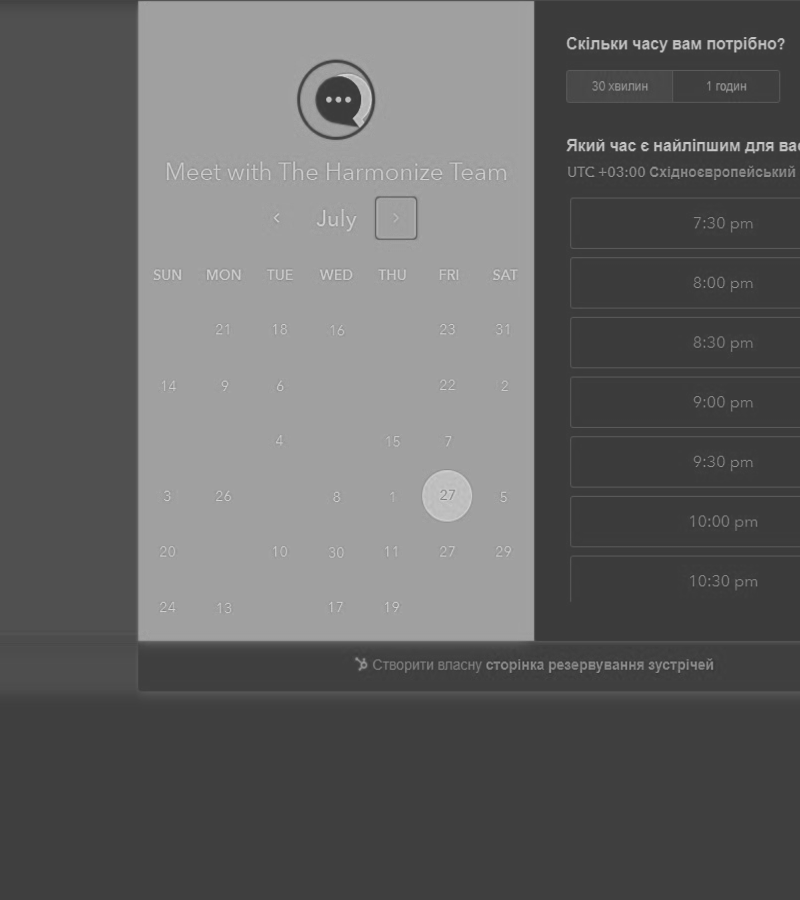 Meet with The Harmonize Team
July
SUN MON TUE WED THU FRI SAT
21 18 16 23 31
14 9 6 22 2
4 15 7
3 26 8 1 27 5
20 10 30 11 27 29
24 13 17 19
Скільки часу вам потрібно?
30 хвилин 1 годин
Який час є найліпшим для
UTC +03:00 Східноєвропейський
7:30 pm
8:00 pm
8:30 pm
9:00 pm
9:30 pm
10:00 pm
10:30 pm
Створити власну сторінка резервування зустрічей